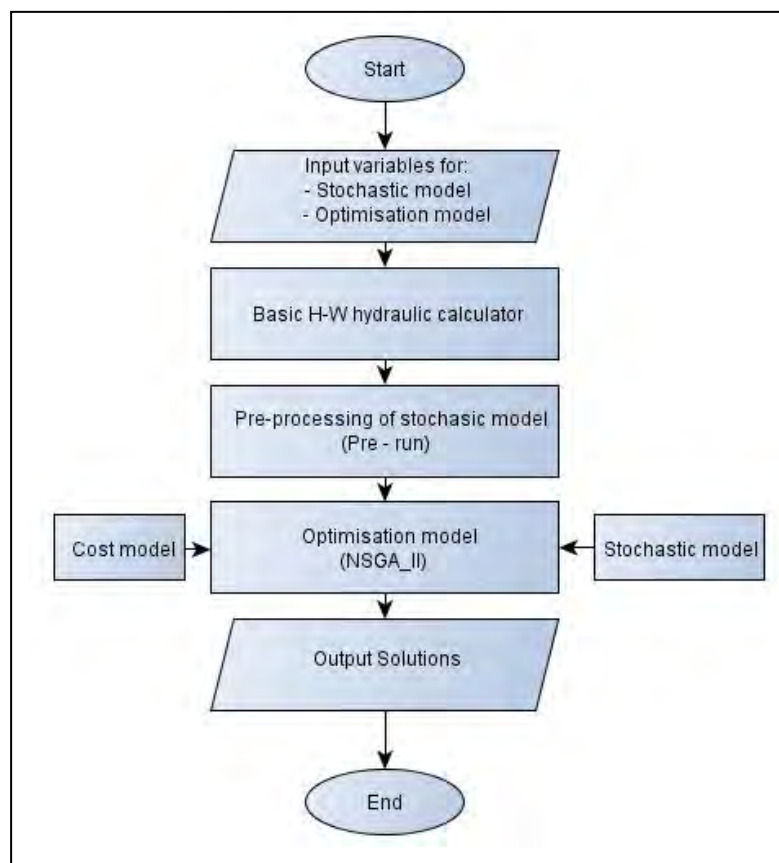 Start
Input variables for:
- Stochastic model
- Optimisation model
Basic H-W hydraulic calculator
Pre-processing of stochasic model
(Pre - run)
Cost model
Optimisation model
(NSGA_II)
Stochastic model
Output Solutions
End